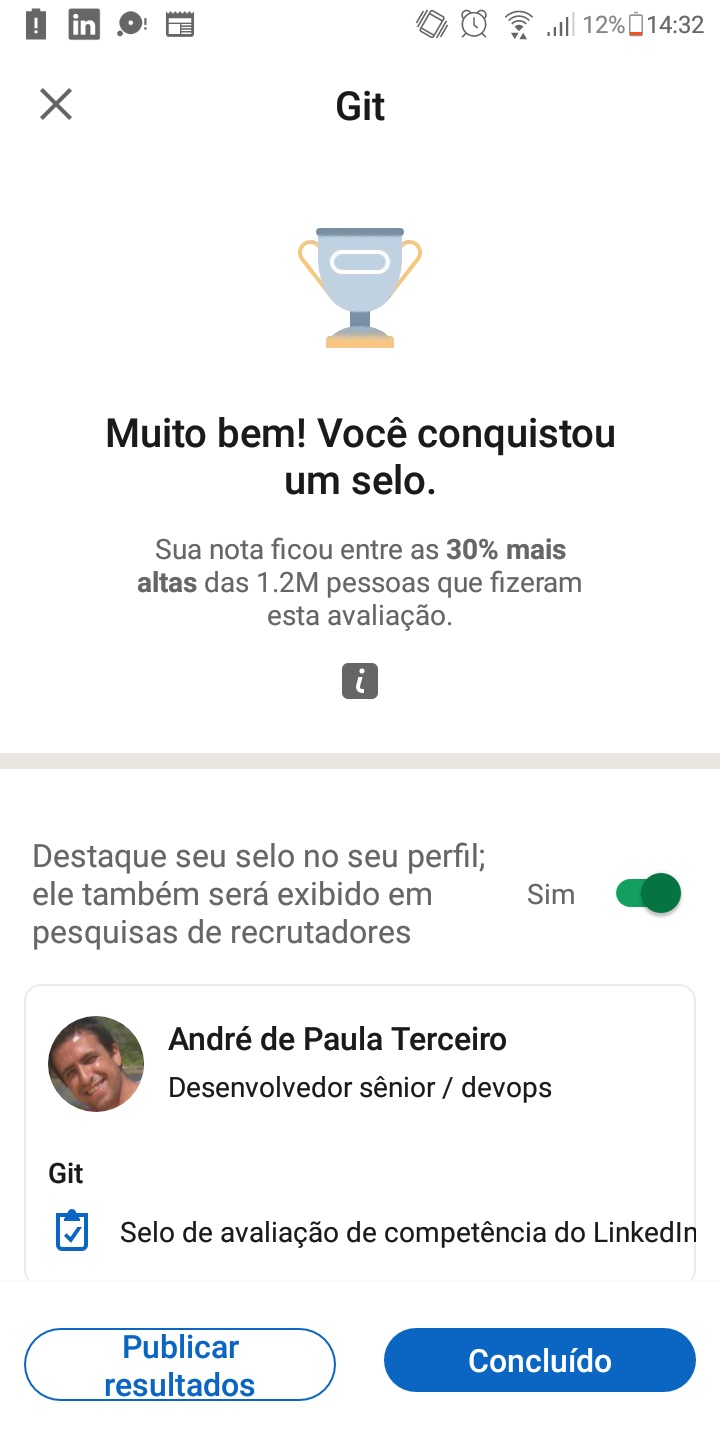 12% 14:32
Git
Muito bem! Você conquistou
um selo.
Sua nota ficou entre as 30% mais
altas das 1.2M pessoas que fizeram
esta avaliação.
Destaque seu selo no seu perfil;
ele também será exibido em
pesquisas de recrutadores
Sim
André de Paula Terceiro
Desenvolvedor sênior / devops
Git
Selo de avaliação de competência do LinkedIn
Publicar
resultados
Concluído